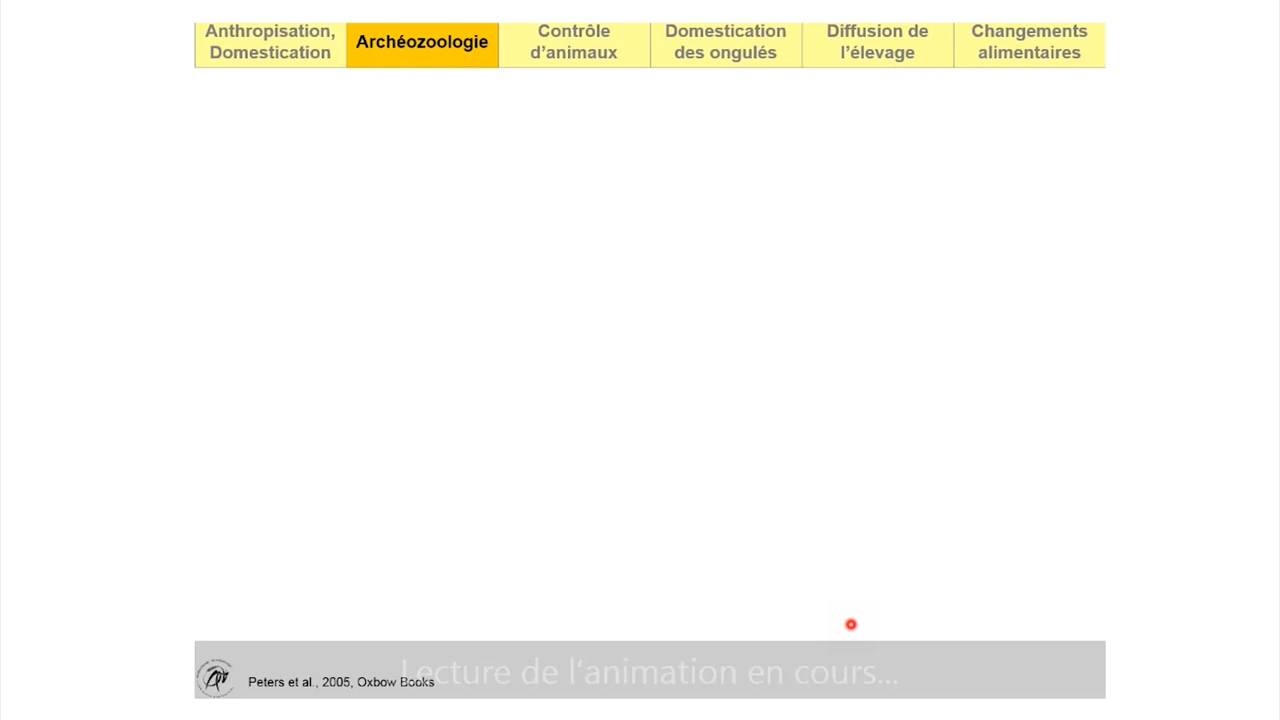 Anthropisation,
Domestication
Archéozoologie
Contrôle
d'animaux
Domestication
des ongulés
Diffusion de
l'élevage
Changements
alimentaires
Lecture de l'animation en cours...
Peters et al., 2005, Oxbow Books